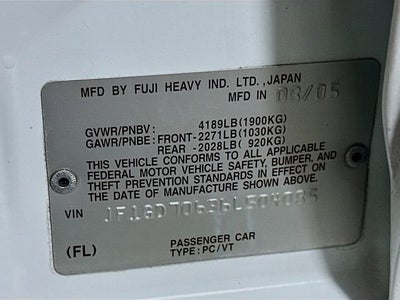 MFD BY FUJI HEAVY IND. LTD., JAPAN
MFD IN 08/05
GVWR/PNBV: 4189LB(1900KG)
GAWR/PNBE: FRONT-2271LB(1030KG)
REAR -2028LB( 920KG)
THIS VEHICLE CONFORMS TO ALL APPLICABLE
FEDERAL MOTOR VEHICLE SAFETY, BUMPER, AND
THEFT PREVENTION STANDARDS IN EFFECT ON
THE DATE OF MANUFACTURE SHOWN ABOVE.
VIN JF1GD70636L504085
(FL) PASSENGER CAR
TYPE: PC/VT